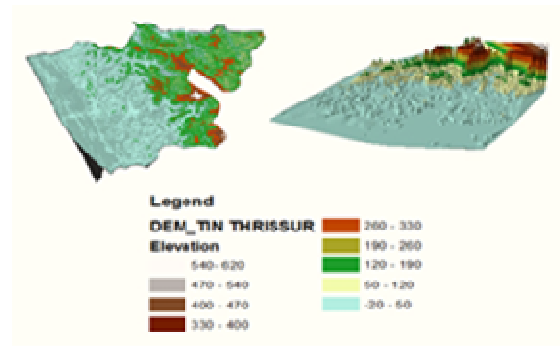 Legend
DEM_TIN THRISSUR
Elevation
540-620
470 - 540
400 - 470
330 - 400
260 - 330
190 - 260
120 - 190
50 - 120
-20 - 50